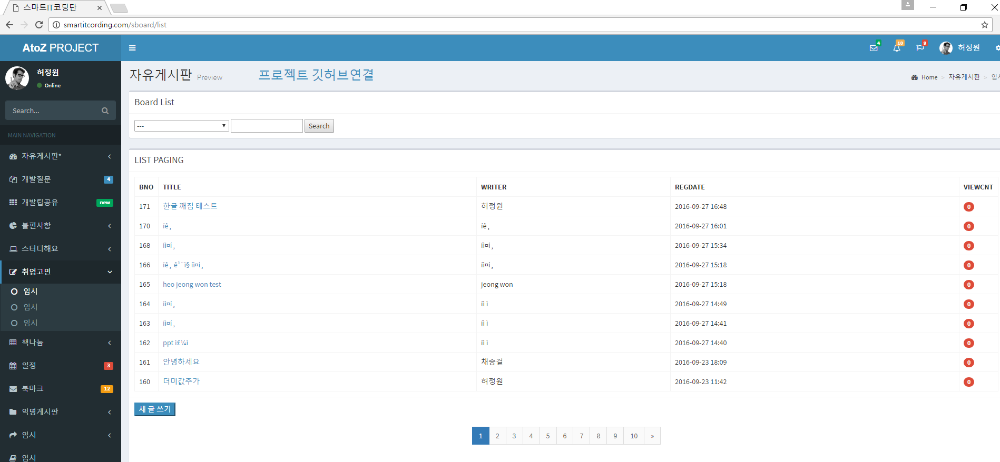 스마트IT코딩단
smartitcording.com/sboard/list
AtoZ PROJECT
4
10
9
허정원
허정원
Online
자유게시판 Preview
프로젝트 깃허브연결
Home > 자유게시판 >
Search...
MAIN NAVIGATION
자유게시판*
개발질문 4
개발팁공유 new
불편사항
스터디해요
취업고민
임시
임시
임시
책나눔
일정 3
북마크 12
익명게시판
임시
임시
Board List
---
Search
LIST PAGING
BNO TITLE WRITER REGDATE VIEWCNT
171 한글 깨짐 테스트 허정원 2016-09-27 16:48 0
170 íê¸ íê¸ 2016-09-27 16:01 0
168 íì¤í¸ íì¤í¸ 2016-09-27 15:34 0
166 íê¸ ê¹¨ì§ íì¤í¸ íì¤í¸ 2016-09-27 15:18 0
165 heo jeong won test jeong won 2016-09-27 15:18 0
164 íì¤í¸ íì ì 2016-09-27 14:49 0
163 íì¤í¸ íì ì 2016-09-27 14:41 0
162 ppt ì£¼ì íì ì 2016-09-27 14:40 0
161 안녕하세요 채승걸 2016-09-23 18:09 0
160 더미값추가 허정원 2016-09-23 11:42 0
새 글 쓰기
1 2 3 4 5 6 7 8 9 10 »